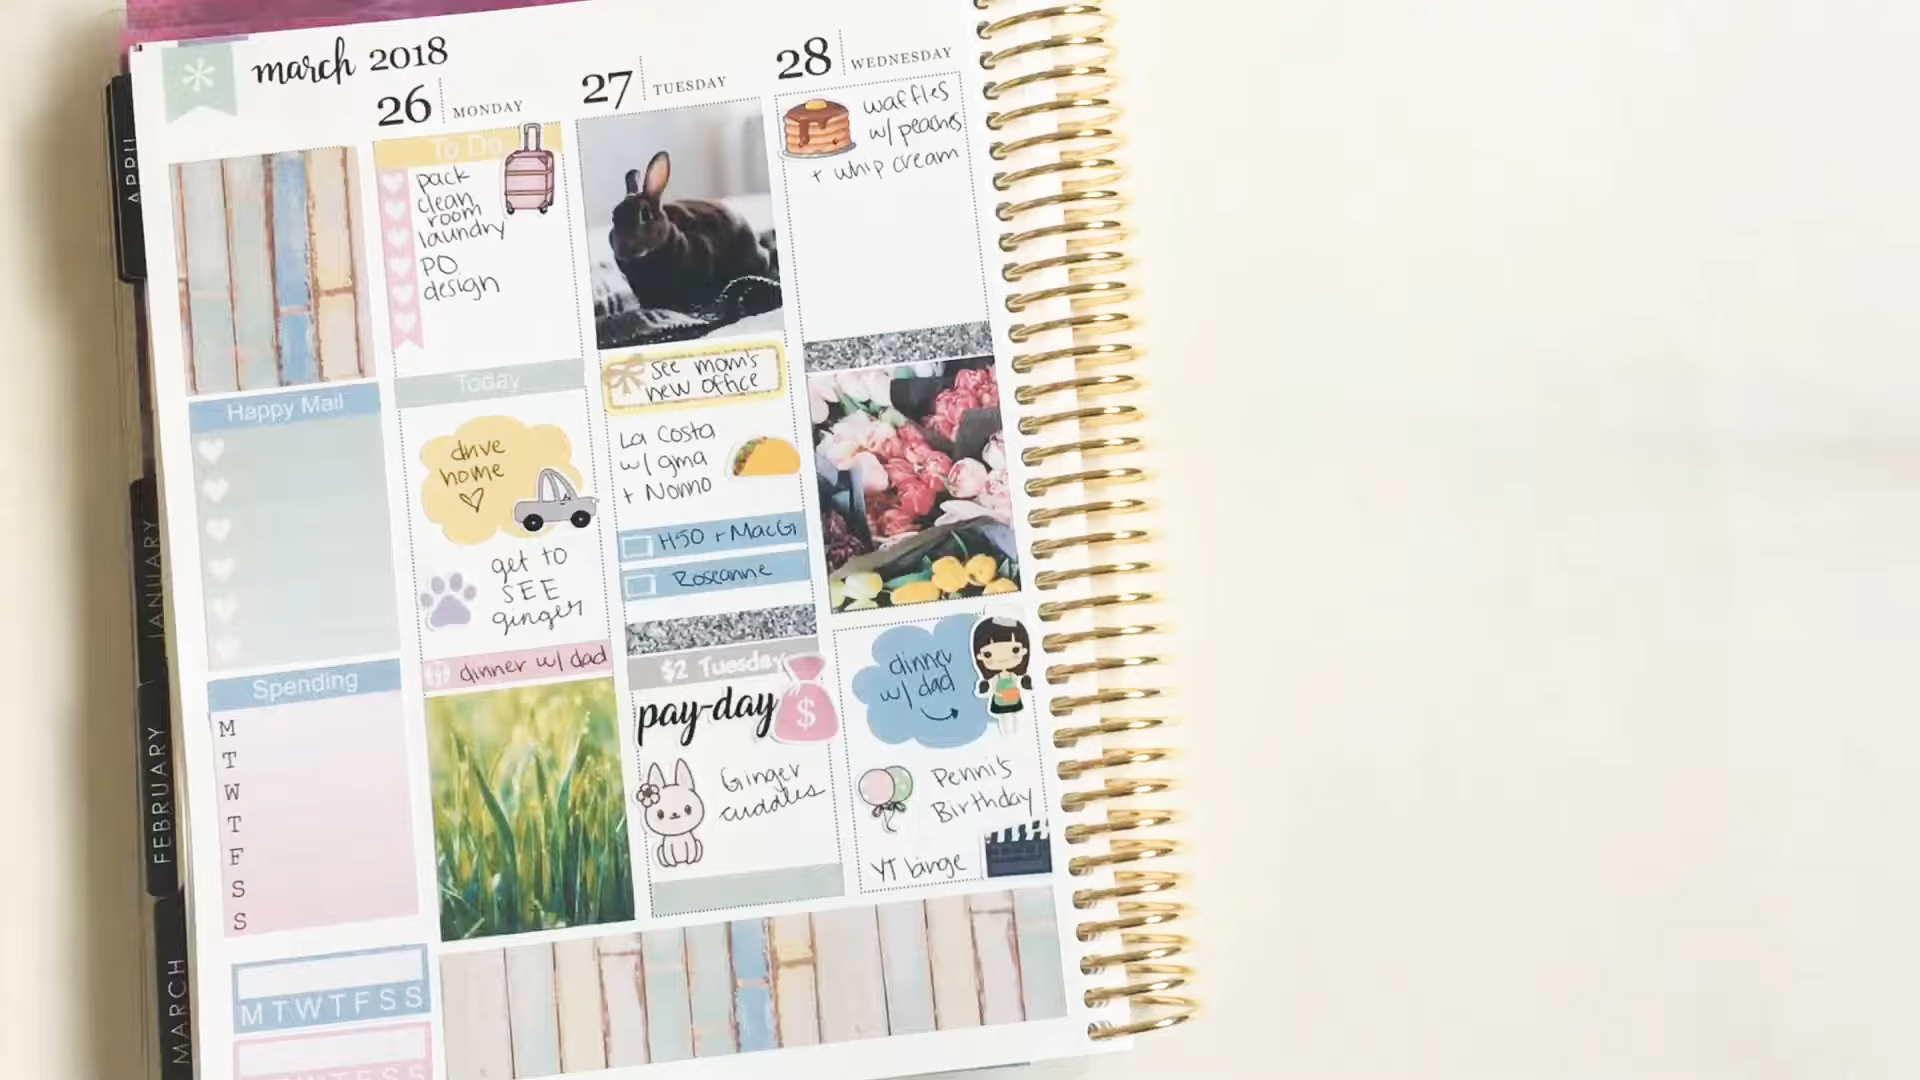 march 2018
26 MONDAY
27 TUESDAY
28 WEDNESDAY
APRIL
JANUARY
FEBRUARY
MARCH
Happy Mail
Spending
M
T
W
T
F
S
S
M T W T F S S
To Do
pack
clean
room
laundry
PO
design
Today
drive
home
get to
SEE
ginger
dinner w/ dad
see mom's
new office
La Costa
w/ gma
+ Nonno
H50 + MacG
Roseanne
$2 Tuesday
pay-day
$
Ginger
cuddles
waffles
w/ peaches
+ whip cream
dinner
w/ dad
Penni's
Birthday
YT binge